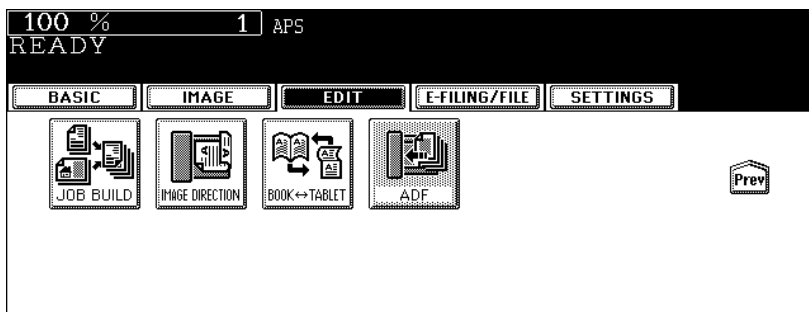 100 % 1 APS
READY
BASIC IMAGE EDIT E-FILING/FILE SETTINGS
JOB BUILD IMAGE DIRECTION BOOK↔TABLET ADF
Prev